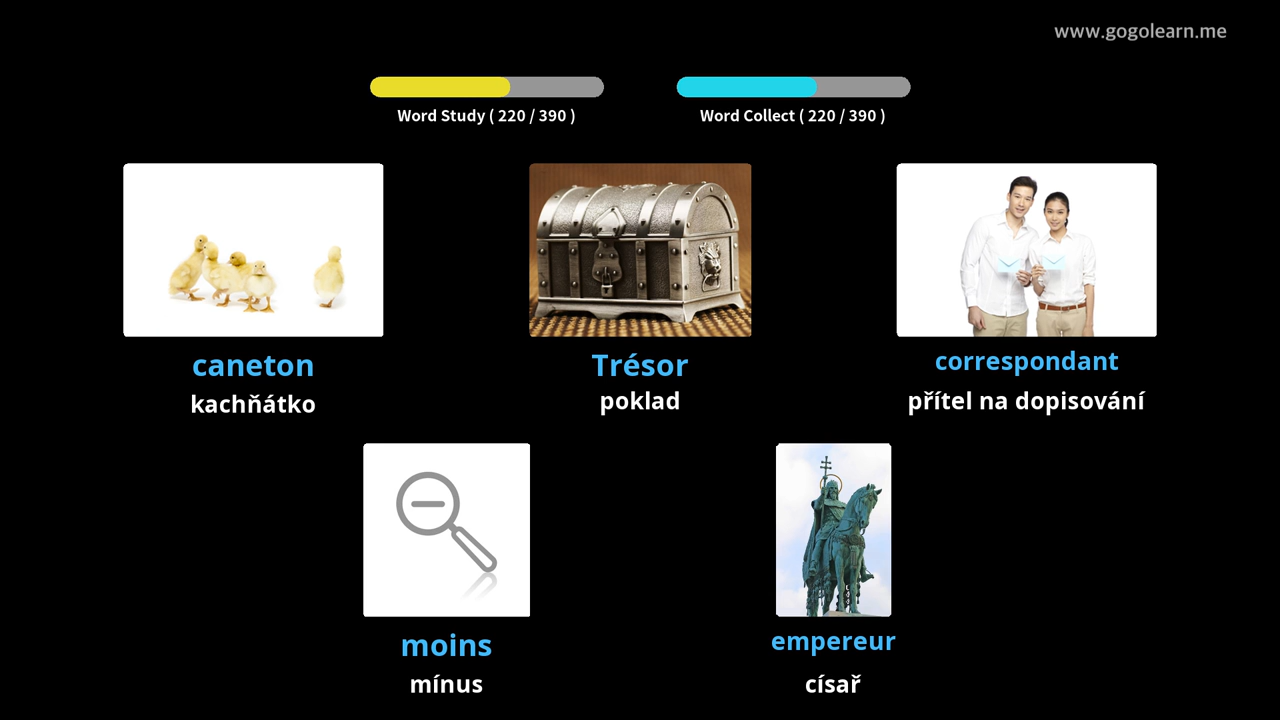 www.gogolearn.me
Word Study ( 220 / 390 )
Word Collect ( 220 / 390 )
caneton
kachňátko
Trésor
poklad
correspondant
přítel na dopisování
moins
mínus
empereur
císař